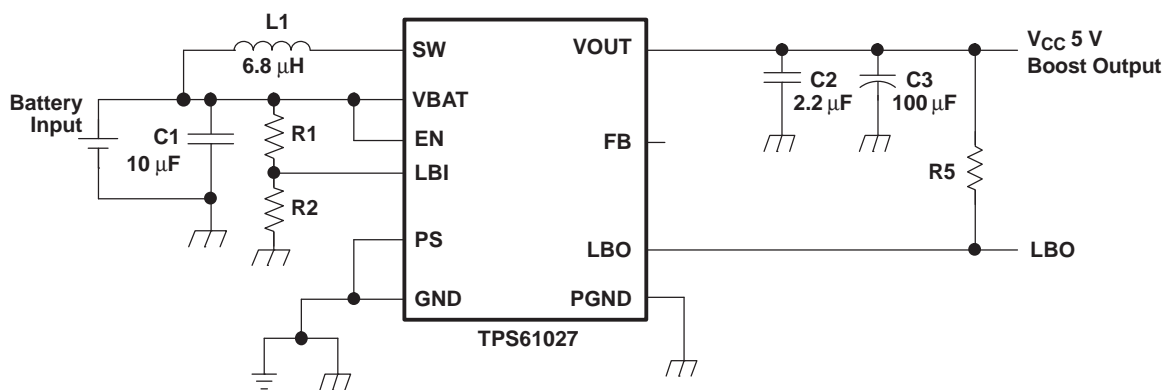 L1
6.8 µH
SW
VOUT
VCC 5 V
Boost Output
Battery
Input
C1
10 µF
R1
VBAT
EN
LBI
R2
PS
GND
C2
2.2 µF
C3
100 µF
FB
R5
LBO
LBO
PGND
TPS61027